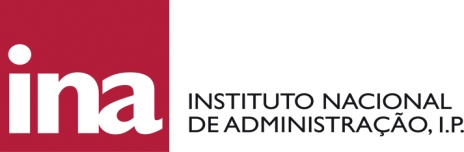 ina
INSTITUTO NACIONAL
DE ADMINISTRAÇÃO, I.P.